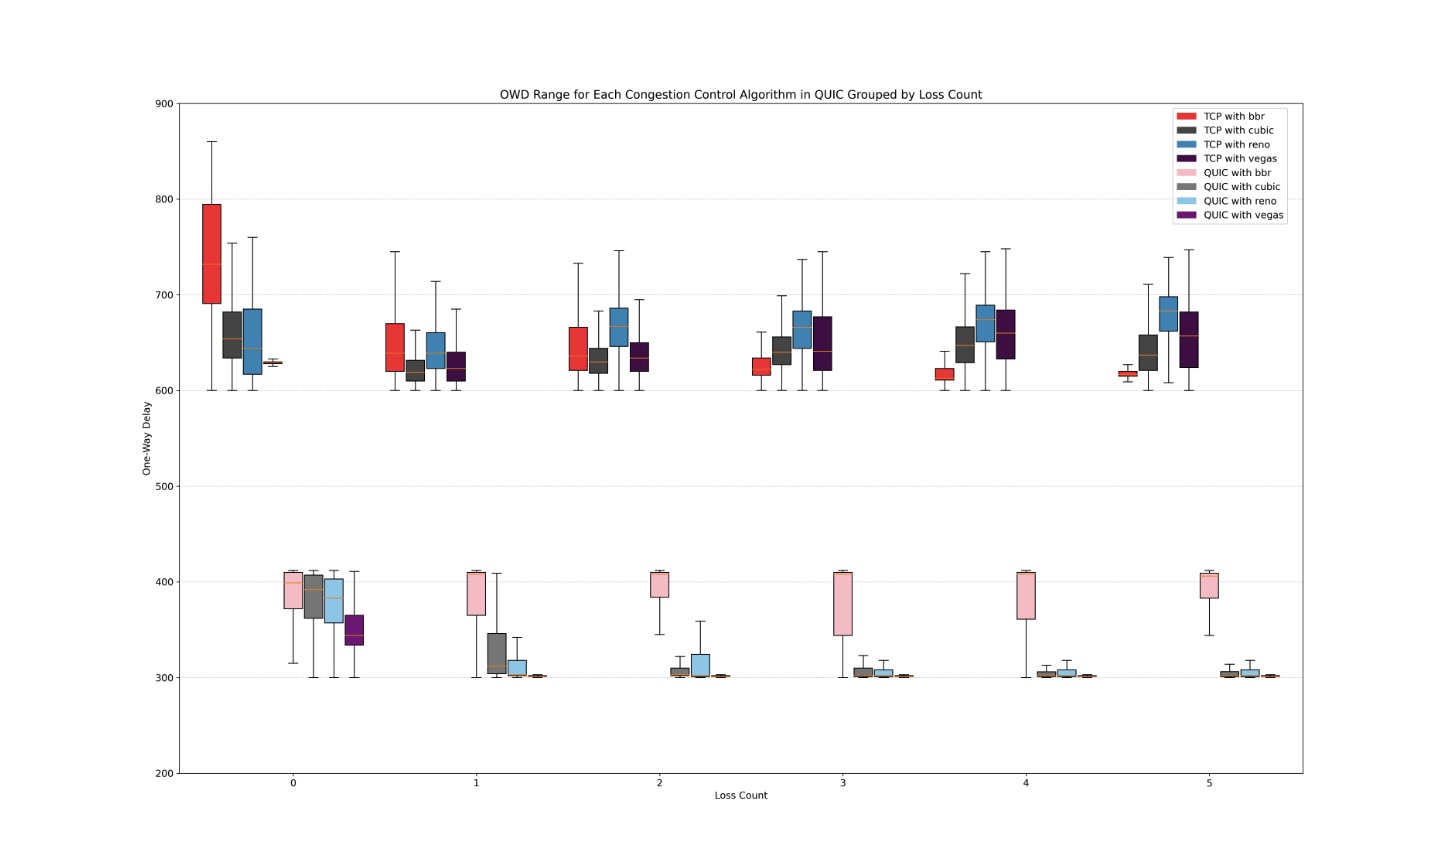 OWD Range for Each Congestion Control Algorithm in QUIC Grouped by Loss Count
900
800
700
600
500
400
300
200
One-Way Delay
TCP with bbr
TCP with cubic
TCP with reno
TCP with vegas
QUIC with bbr
QUIC with cubic
QUIC with reno
QUIC with vegas
0 1 2 3 4 5
Loss Count